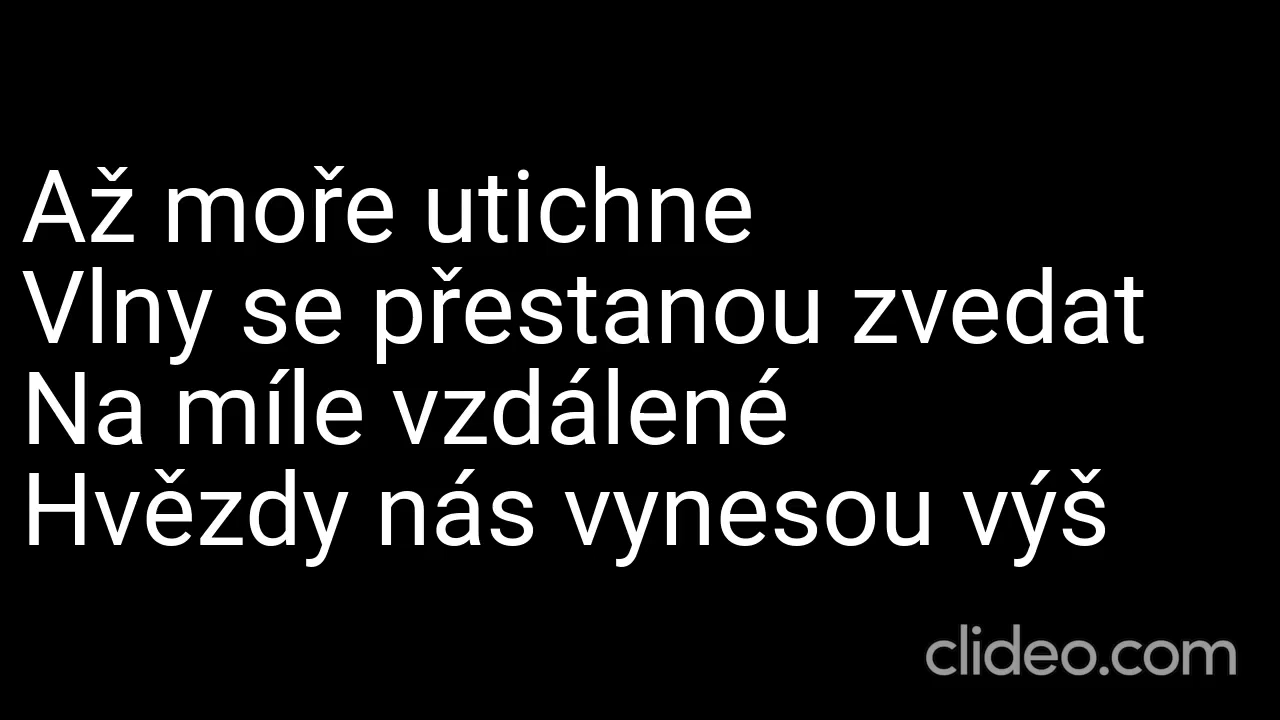 Až moře utichne
Vlny se přestanou zvedat
Na míle vzdálené
Hvězdy nás vynesou výš
clideo.com